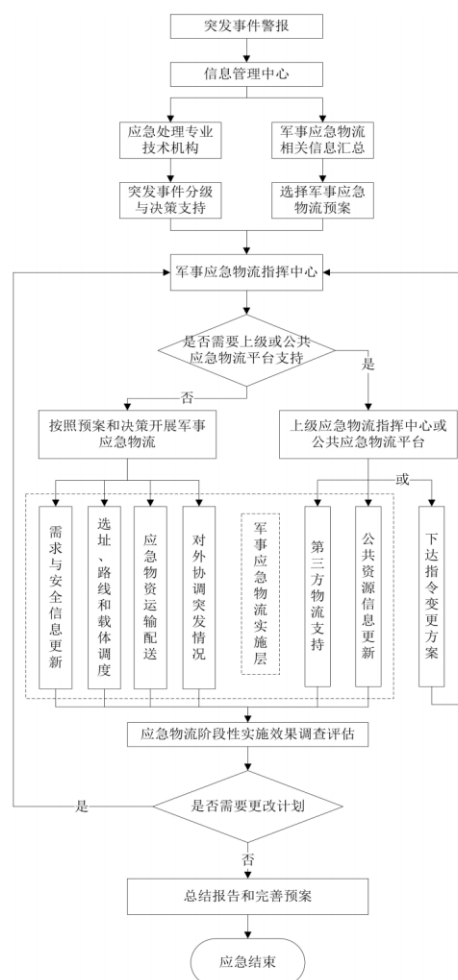 突发事件警报
信息管理中心
应急处理专业
技术机构
军事应急物流
相关信息汇总
突发事件分级
与决策支持
选择军事应急
物流预案
军事应急物流指挥中心
是否需要上级或公共
应急物流平台支持
是
否
按照预案和决策开展军事
应急物流
上级应急物流指挥中心或
公共应急物流平台
或
需求与安全信息更新
选址、路线和载体调度
应急物资运输配送
对外协调突发情况
军事应急物流实施层
第三方物流支持
公共资源信息更新
下达指令变更方案
应急物流阶段性实施效果调查评估
是
是否需要更改计划
否
总结报告和完善预案
应急结束